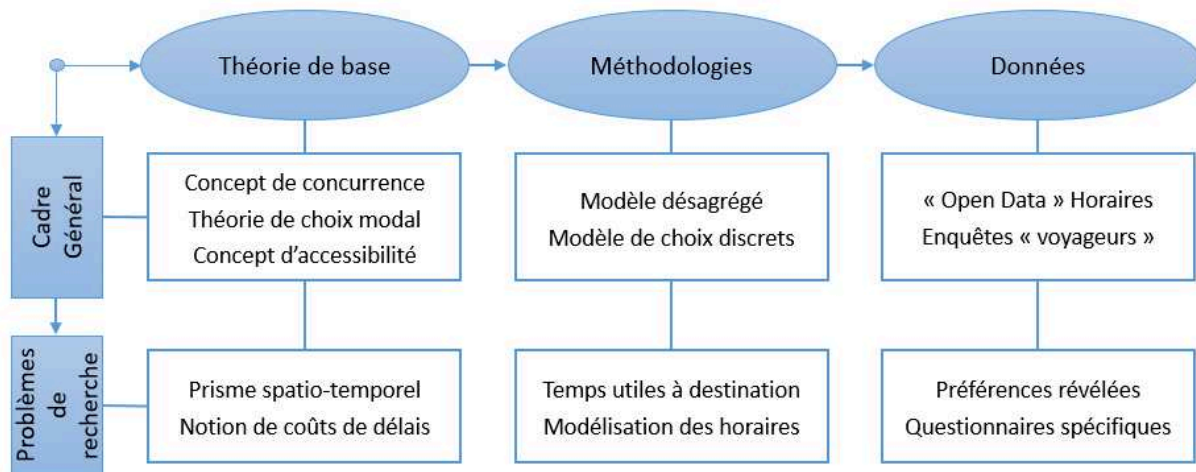 Théorie de base
Méthodologies
Données
Cadre
Général
Concept de concurrence
Théorie de choix modal
Concept d’accessibilité
Modèle désagrégé
Modèle de choix discrets
« Open Data » Horaires
Enquêtes « voyageurs »
Problèmes
de
recherche
Prisme spatio-temporel
Notion de coûts de délais
Temps utiles à destination
Modélisation des horaires
Préférences révélées
Questionnaires spécifiques